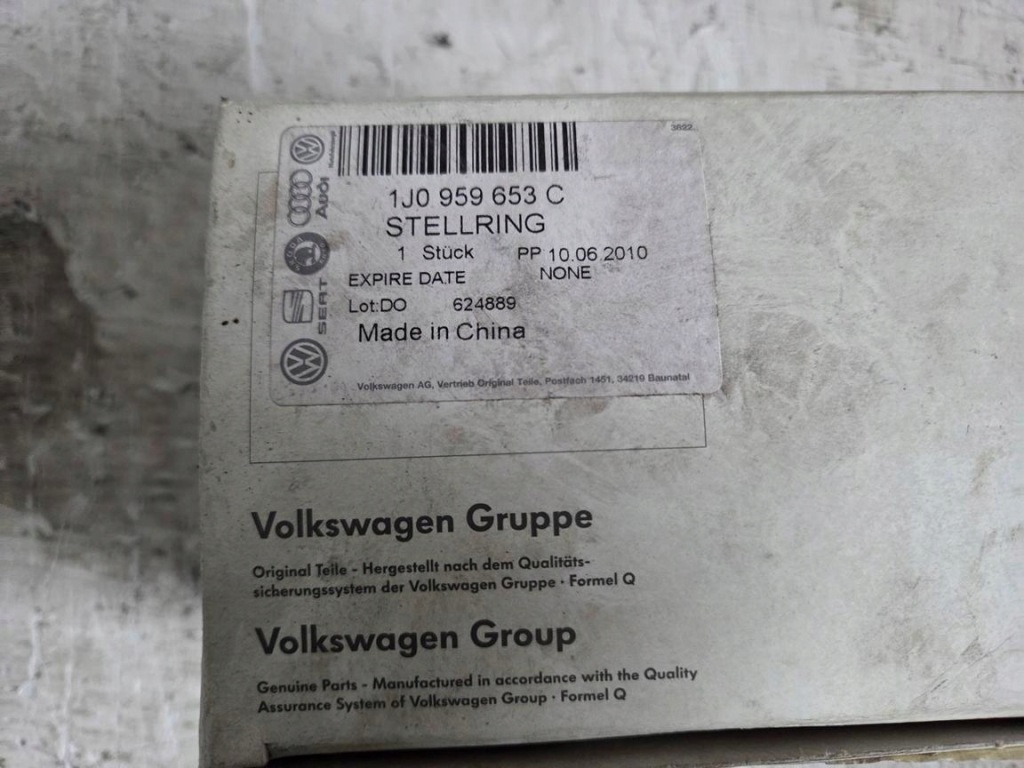 3892
1J0 959 653 C
STELLRING
1 Stück PP 10.06.2010
EXPIRE DATE NONE
Lot:DO 624889
Made in China
Volkswagen AG, Vertrieb Original Teile, Postfach 1451, 34219 Baunatal
AUDI
SEAT
Volkswagen Gruppe
Original Teile - Hergestellt nach dem Qualitäts-
sicherungssystem der Volkswagen Gruppe · Formel Q
Volkswagen Group
Genuine Parts - Manufactured in accordance with the Quality
Assurance System of Volkswagen Group · Formel Q